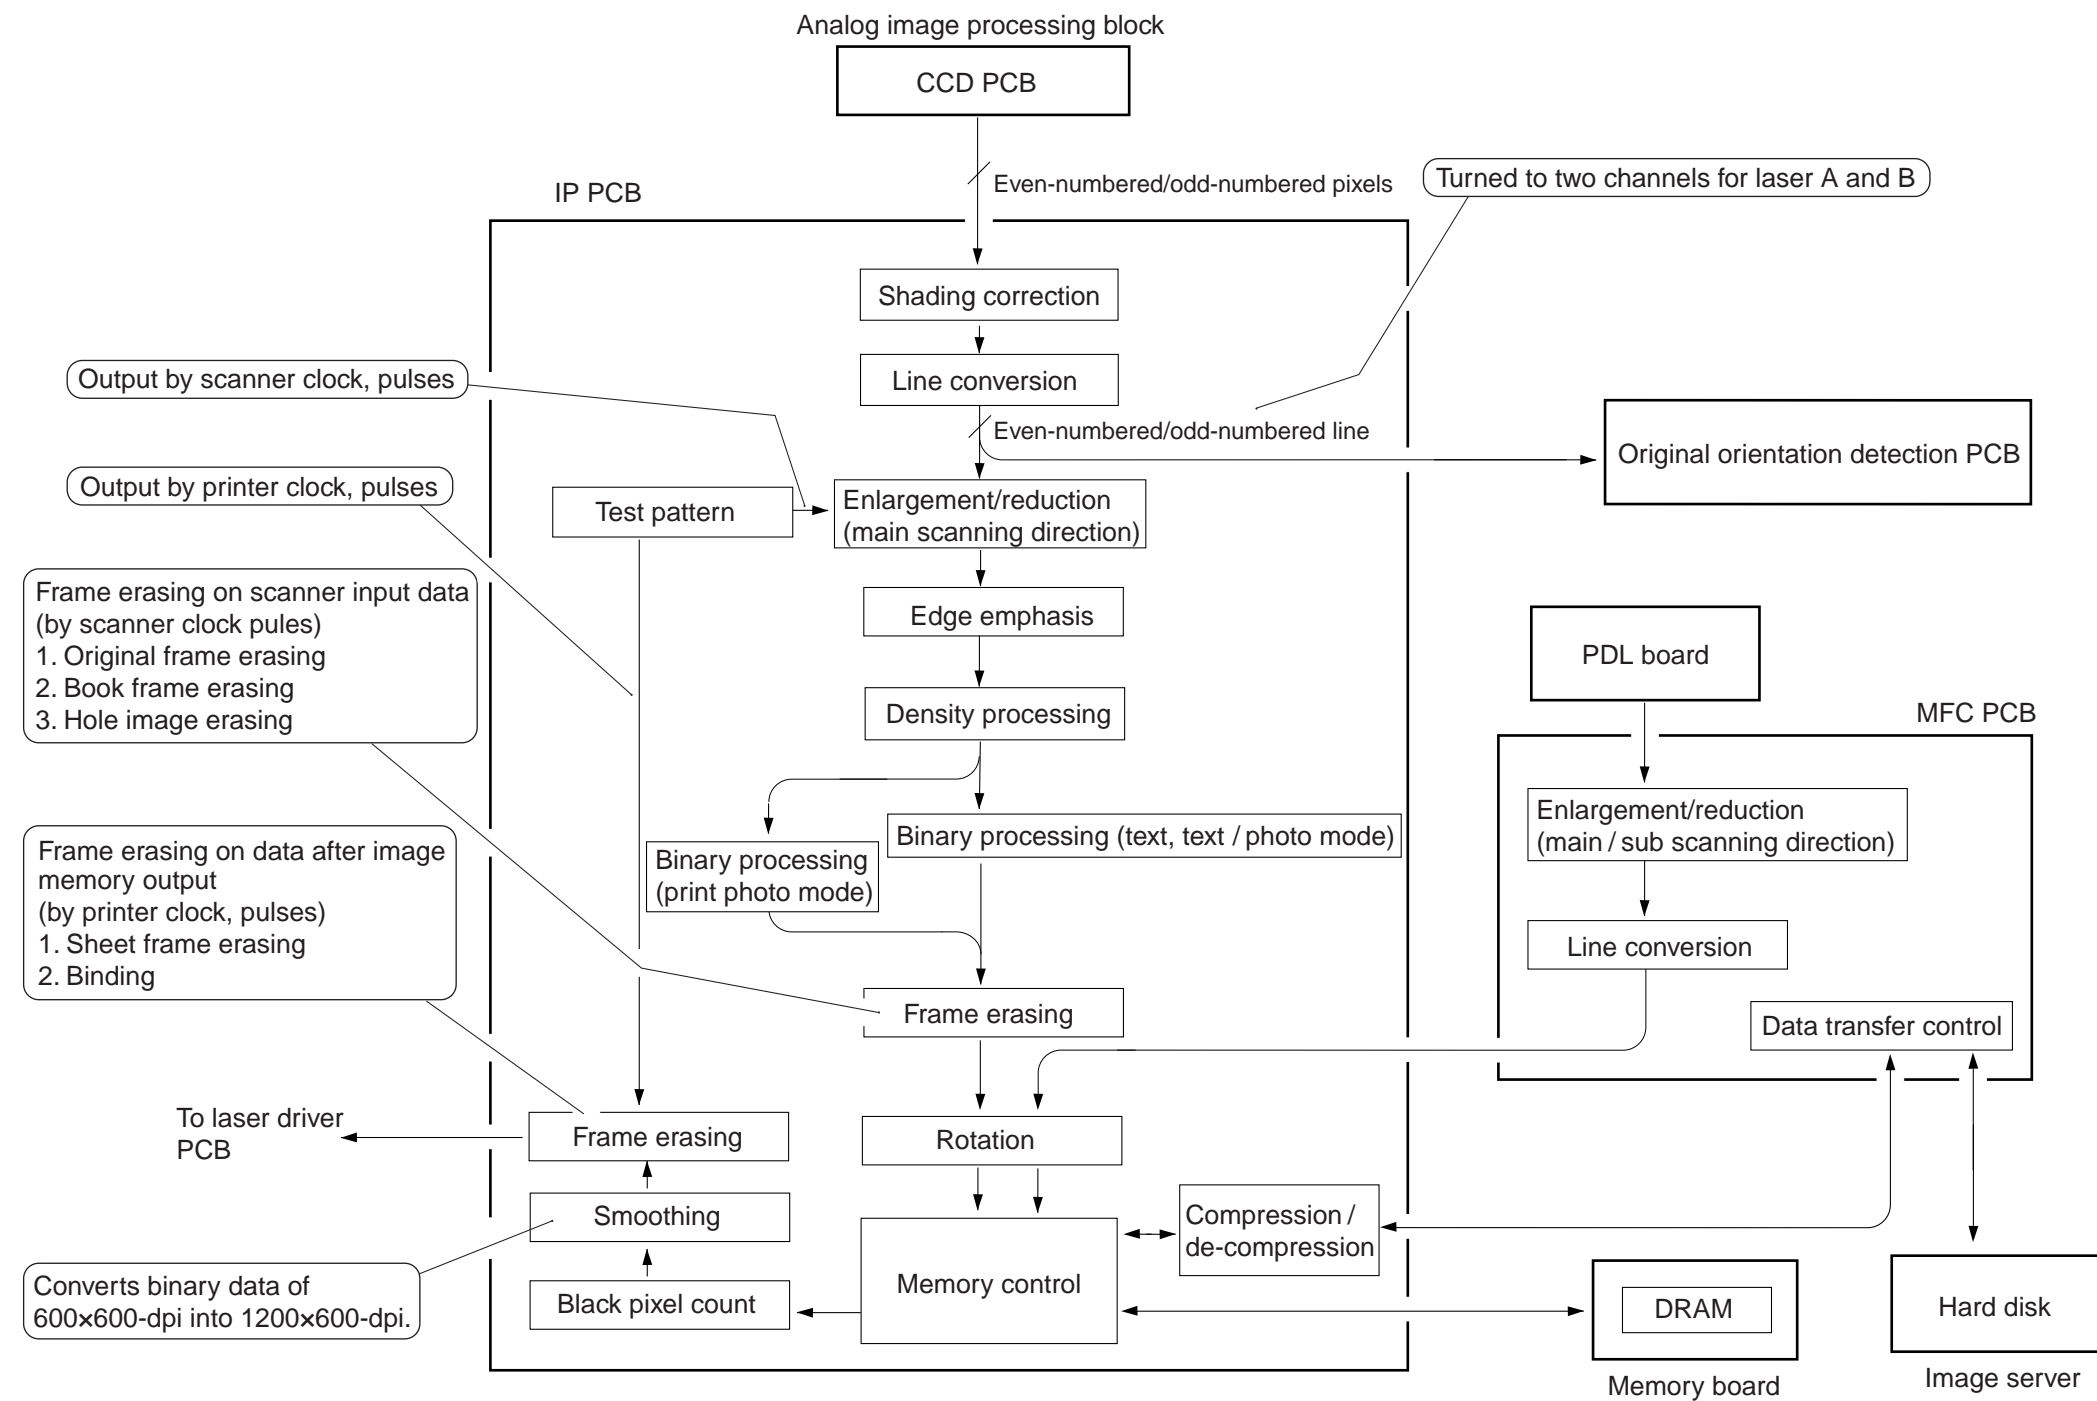 Analog image processing block
CCD PCB
Even-numbered/odd-numbered pixels
Turned to two channels for laser A and B
IP PCB
Shading correction
Output by scanner clock, pulses
Line conversion
Even-numbered/odd-numbered line
Original orientation detection PCB
Output by printer clock, pulses
Test pattern
Enlargement/reduction
(main scanning direction)
Frame erasing on scanner input data
(by scanner clock pules)
1. Original frame erasing
2. Book frame erasing
3. Hole image erasing
Edge emphasis
PDL board
Density processing
MFC PCB
Enlargement/reduction
(main / sub scanning direction)
Binary processing (text, text / photo mode)
Binary processing
(print photo mode)
Frame erasing on data after image
memory output
(by printer clock, pulses)
1. Sheet frame erasing
2. Binding
Line conversion
Frame erasing
Data transfer control
To laser driver
PCB
Frame erasing
Rotation
Smoothing
Compression /
de-compression
Converts binary data of
600×600-dpi into 1200×600-dpi.
Black pixel count
Memory control
DRAM
Hard disk
Memory board
Image server